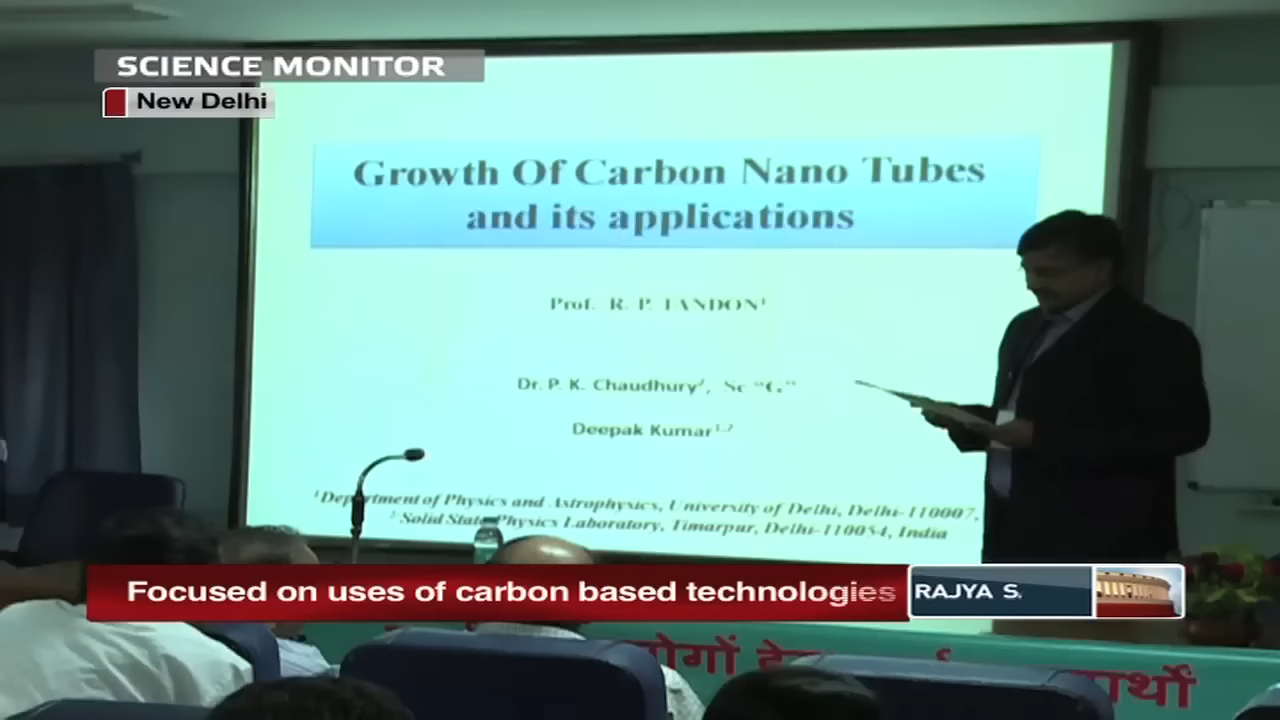 SCIENCE MONITOR
New Delhi
Growth Of Carbon Nano Tubes
and its applications
Prof. R. P. TANDON¹
Dr. P. K. Chaudhury², Sc “G”
Deepak Kumar¹,²
¹Department of Physics and Astrophysics, University of Delhi, Delhi-110007,
² Solid State Physics Laboratory, Timarpur, Delhi-110054, India
Focused on uses of carbon based technologies
RAJYA S.